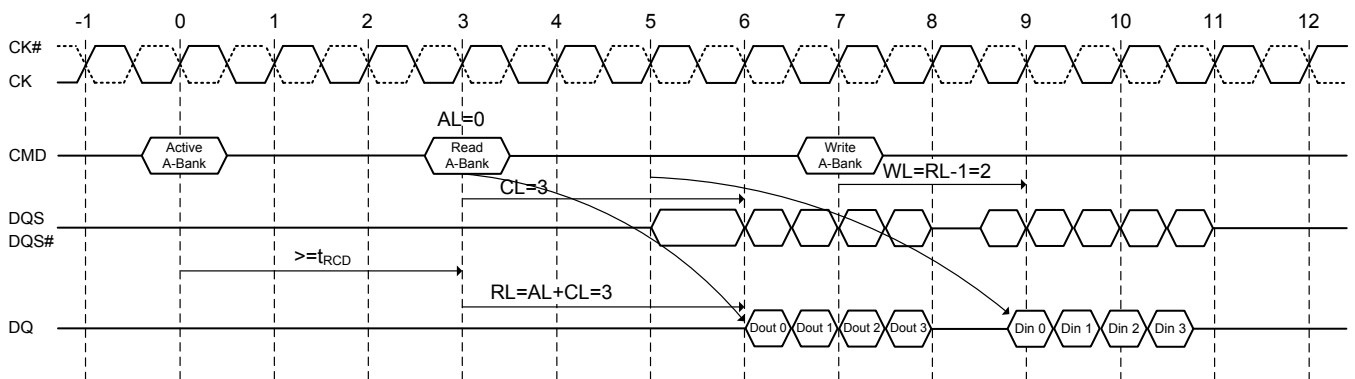 -1 0 1 2 3 4 5 6 7 8 9 10 11 12
CK#
CK
AL=0
CMD
Active
A-Bank
Read
A-Bank
Write
A-Bank
CL=3
WL=RL-1=2
DQS
DQS#
>=tRCD
RL=AL+CL=3
DQ
Dout 0 Dout 1 Dout 2 Dout 3 Din 0 Din 1 Din 2 Din 3